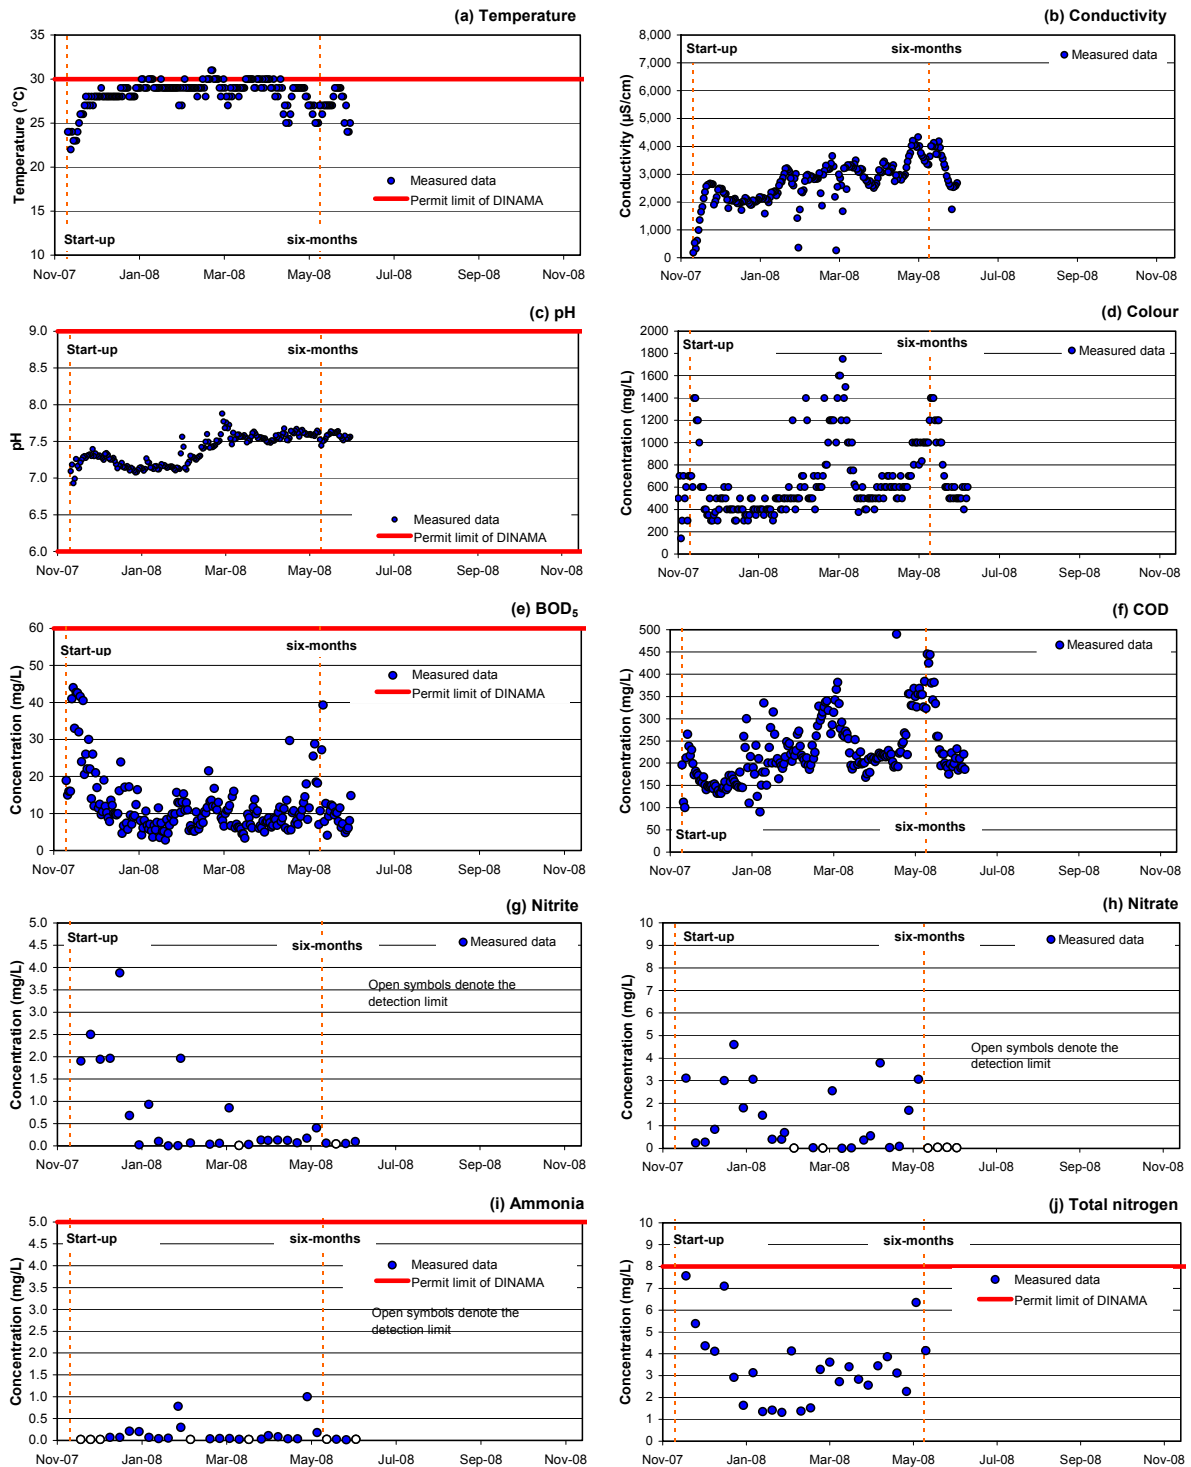 (a) Temperature
35
30
25
20
15
10
Temperature (°C)
Start-up
six-months
Measured data
Permit limit of DINAMA
Nov-07 Jan-08 Mar-08 May-08 Jul-08 Sep-08 Nov-08
(b) Conductivity
8,000
7,000
6,000
5,000
4,000
3,000
2,000
1,000
0
Conductivity (µS/cm)
Start-up
six-months
Measured data
Nov-07 Jan-08 Mar-08 May-08 Jul-08 Sep-08 Nov-08
(c) pH
9.0
8.5
8.0
7.5
7.0
6.5
6.0
pH
Start-up
six-months
Measured data
Permit limit of DINAMA
Nov-07 Jan-08 Mar-08 May-08 Jul-08 Sep-08 Nov-08
(d) Colour
2000
1800
1600
1400
1200
1000
800
600
400
200
0
Concentration (mg/L)
Start-up
six-months
Measured data
Nov-07 Jan-08 Mar-08 May-08 Jul-08 Sep-08 Nov-08
(e) BOD₅
60
50
40
30
20
10
0
Concentration (mg/L)
Start-up
six-months
Measured data
Permit limit of DINAMA
Nov-07 Jan-08 Mar-08 May-08 Jul-08 Sep-08 Nov-08
(f) COD
500
450
400
350
300
250
200
150
100
50
0
Concentration (mg/L)
Measured data
Start-up
six-months
Nov-07 Jan-08 Mar-08 May-08 Jul-08 Sep-08 Nov-08
(g) Nitrite
5.0
4.5
4.0
3.5
3.0
2.5
2.0
1.5
1.0
0.5
0.0
Concentration (mg/L)
Start-up
six-months
Measured data
Open symbols denote the
detection limit
Nov-07 Jan-08 Mar-08 May-08 Jul-08 Sep-08 Nov-08
(h) Nitrate
10
9
8
7
6
5
4
3
2
1
0
Concentration (mg/L)
Start-up
six-months
Measured data
Open symbols denote the
detection limit
Nov-07 Jan-08 Mar-08 May-08 Jul-08 Sep-08 Nov-08
(i) Ammonia
5.0
4.5
4.0
3.5
3.0
2.5
2.0
1.5
1.0
0.5
0.0
Concentration (mg/L)
Start-up
six-months
Measured data
Permit limit of DINAMA
Open symbols denote the
detection limit
Nov-07 Jan-08 Mar-08 May-08 Jul-08 Sep-08 Nov-08
(j) Total nitrogen
10
9
8
7
6
5
4
3
2
1
0
Concentration (mg/L)
Start-up
six-months
Measured data
Permit limit of DINAMA
Nov-07 Jan-08 Mar-08 May-08 Jul-08 Sep-08 Nov-08